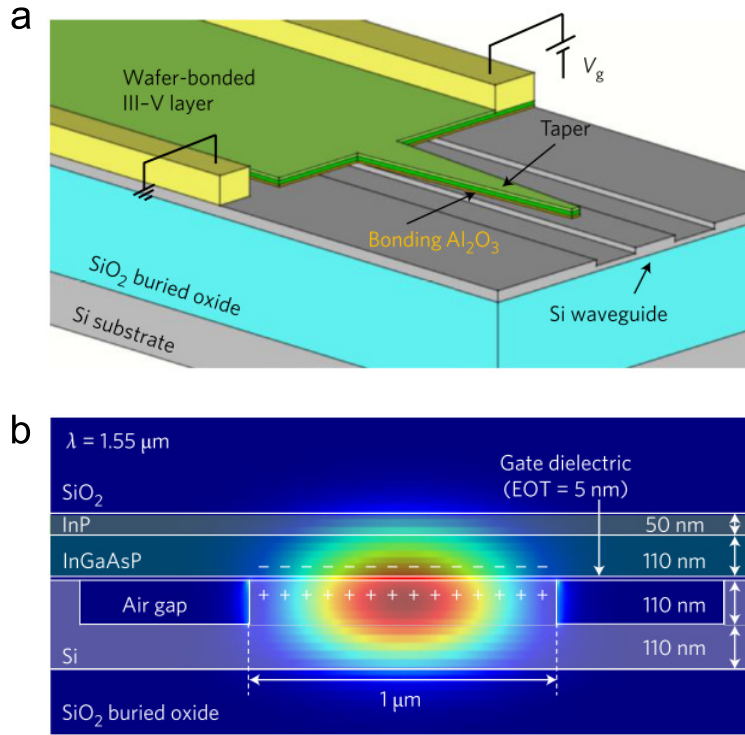 a
Wafer-bonded
III–V layer
V_g
Taper
Bonding Al₂O₃
SiO₂ buried oxide
Si substrate
Si waveguide
b
λ = 1.55 μm
Gate dielectric
(EOT = 5 nm)
SiO₂
InP
50 nm
InGaAsP
110 nm
– – – – – – – – – – – –
+ + + + + + + + + + + +
Air gap
110 nm
Si
110 nm
1 μm
SiO₂ buried oxide